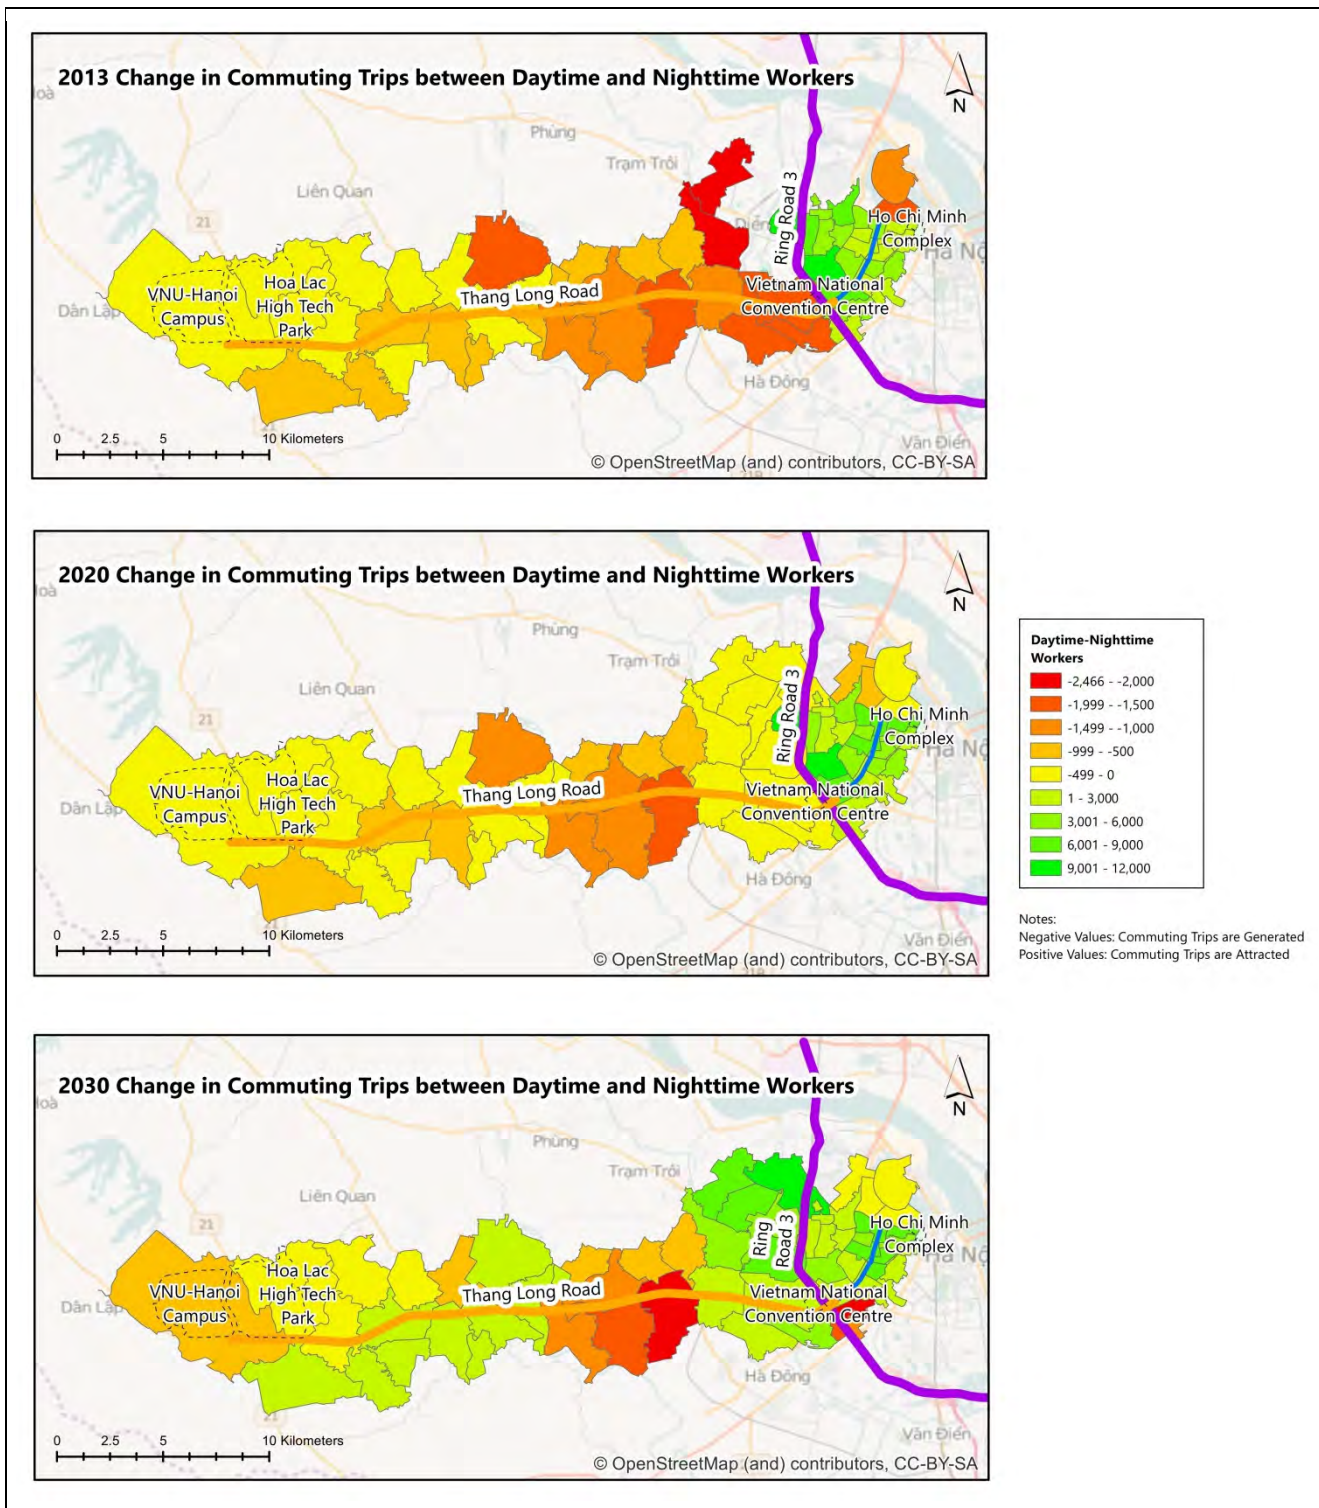 2013 Change in Commuting Trips between Daytime and Nighttime Workers
N
Phùng
Trạm Trôi
Liên Quan
21
Ring Road 3
Ho Chi Minh
Complex
VNU-Hanoi
Campus
Hoa Lac
High Tech
Park
Thang Long Road
Vietnam National
Convention Centre
Dân Lập
Hà Đông
Văn Điển
0 2.5 5 10 Kilometers
© OpenStreetMap (and) contributors, CC-BY-SA
2020 Change in Commuting Trips between Daytime and Nighttime Workers
N
Phùng
Trạm Trôi
Liên Quan
21
Ring Road 3
Ho Chi Minh
Complex
VNU-Hanoi
Campus
Hoa Lac
High Tech
Park
Thang Long Road
Vietnam National
Convention Centre
Hà Đông
Văn Điển
0 2.5 5 10 Kilometers
© OpenStreetMap (and) contributors, CC-BY-SA
Daytime-Nighttime
Workers
-2,466 - -2,000
-1,999 - -1,500
-1,499 - -1,000
-999 - -500
-499 - 0
1 - 3,000
3,001 - 6,000
6,001 - 9,000
9,001 - 12,000
Notes:
Negative Values: Commuting Trips are Generated
Positive Values: Commuting Trips are Attracted
2030 Change in Commuting Trips between Daytime and Nighttime Workers
N
Phùng
Trạm Trôi
Liên Quan
21
Ring
Road 3
Ho Chi Minh
Complex
VNU-Hanoi
Campus
Hoa Lac
High Tech
Park
Thang Long Road
Vietnam National
Convention Centre
Hà Đông
Văn Điển
0 2.5 5 10 Kilometers
© OpenStreetMap (and) contributors, CC-BY-SA